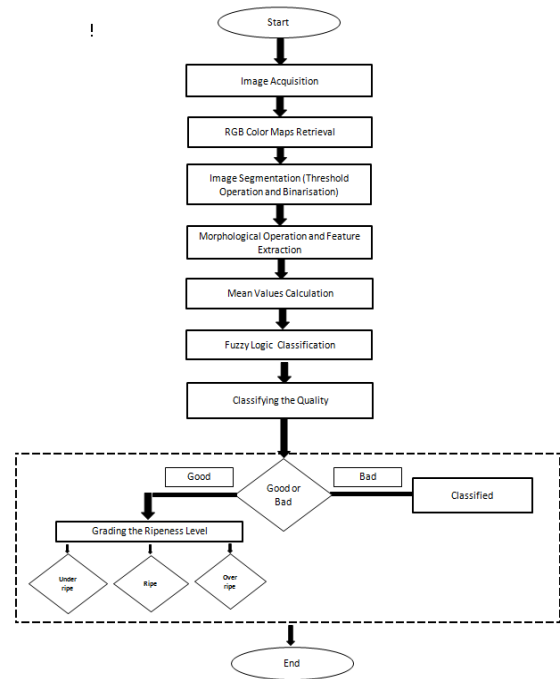 !
Start
Image Acquisition
RGB Color Maps Retrieval
Image Segmentation (Threshold
Operation and Binarisation)
Morphological Operation and Feature
Extraction
Mean Values Calculation
Fuzzy Logic Classification
Classifying the Quality
Good
Good or
Bad
Bad
Classified
Grading the Ripeness Level
Under
ripe
Ripe
Over
ripe
End